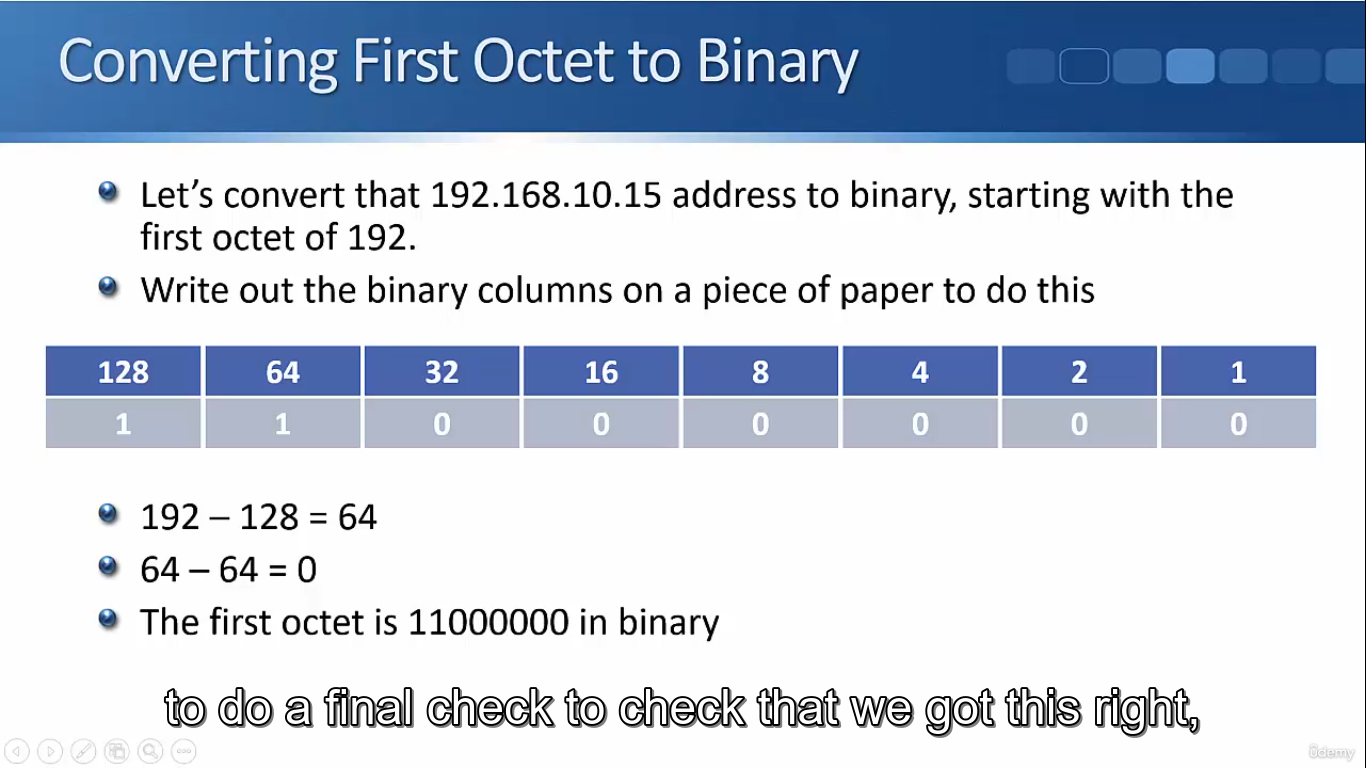 Converting First Octet to Binary
Let’s convert that 192.168.10.15 address to binary, starting with the
first octet of 192.
Write out the binary columns on a piece of paper to do this
128 64 32 16 8 4 2 1
1 1 0 0 0 0 0 0
192 – 128 = 64
64 – 64 = 0
The first octet is 11000000 in binary
to do a final check to check that we got this right,
ûdemy